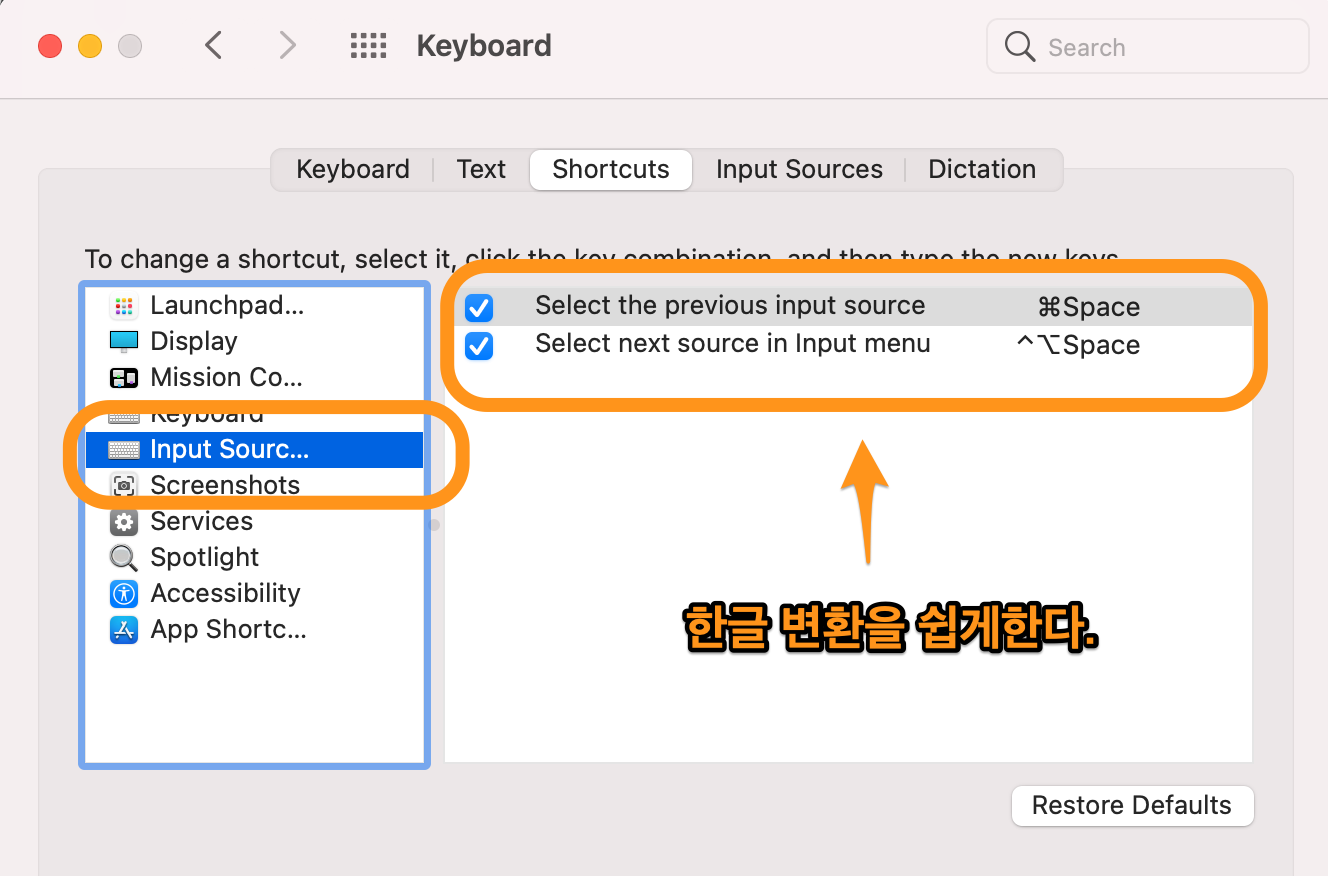 Keyboard
Search
Keyboard
Text
Shortcuts
Input Sources
Dictation
To change a shortcut, select it, click the key combination, and then type the new keys.
Launchpad...
Display
Mission Co...
Keyboard
Input Sourc...
Screenshots
Services
Spotlight
Accessibility
App Shortc...
Select the previous input source ⌘Space
Select next source in Input menu ^⌥Space
한글 변환을 쉽게한다.
Restore Defaults